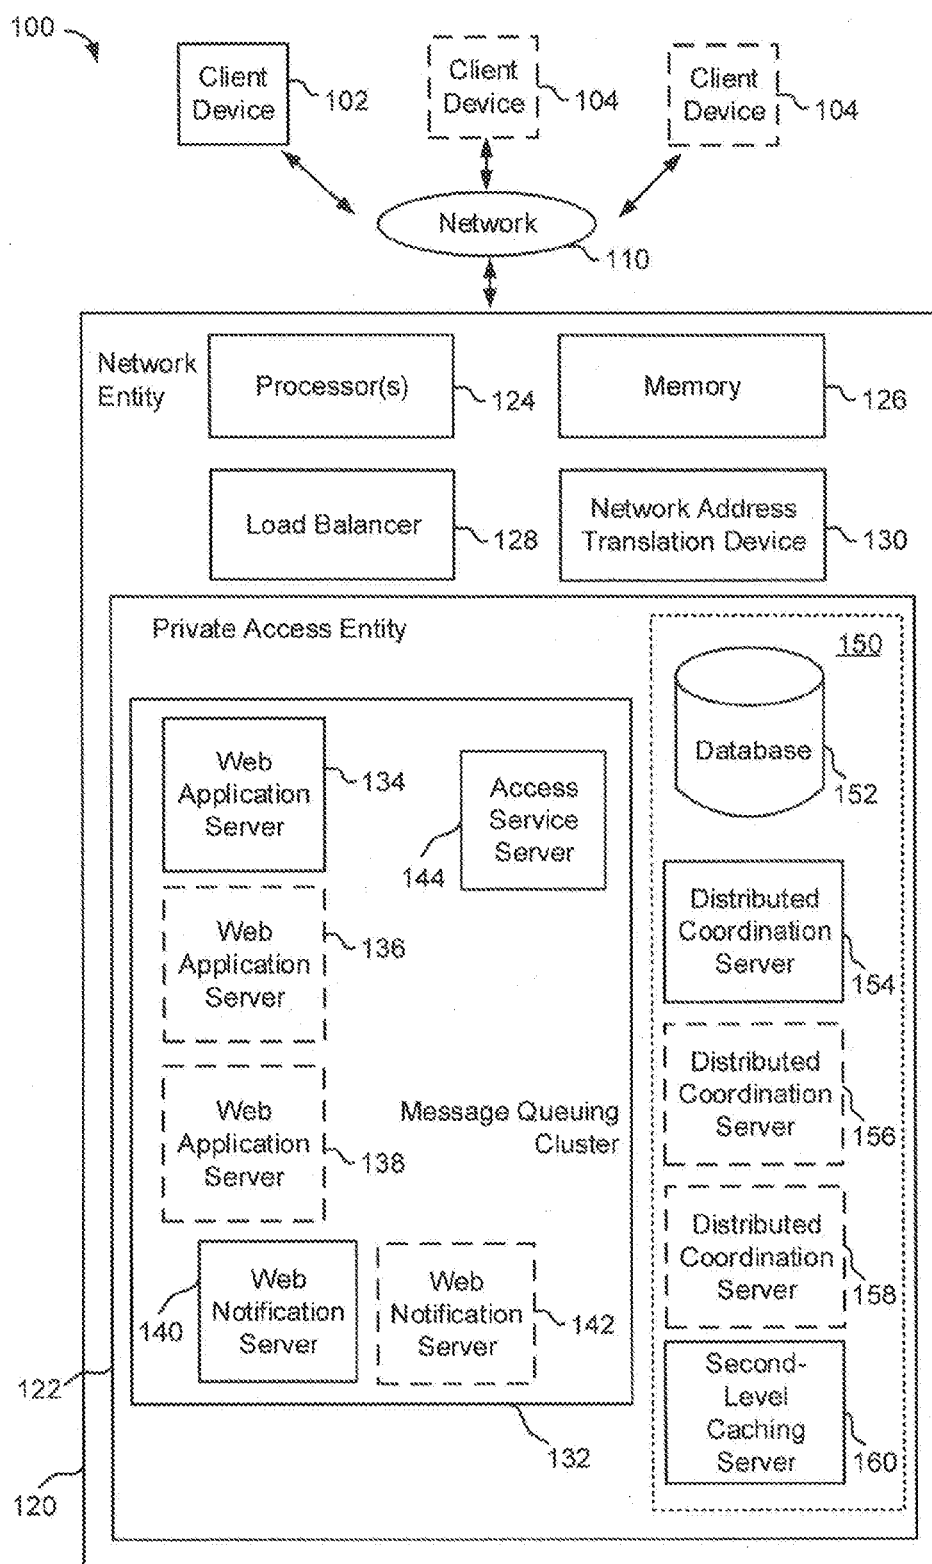 100
Client
Device
102
Client
Device
104
Client
Device
104
Network
110
Network
Entity
Processor(s)
124
Memory
126
Load Balancer
128
Network Address
Translation Device
130
Private Access Entity
150
Database
152
Web
Application
Server
134
Access
Service
Server
144
Web
Application
Server
136
Distributed
Coordination
Server
154
Web
Application
Server
138
Message Queuing
Cluster
Distributed
Coordination
Server
156
Distributed
Coordination
Server
158
Web
Notification
Server
140
Web
Notification
Server
142
Second-
Level
Caching
Server
160
122
132
120